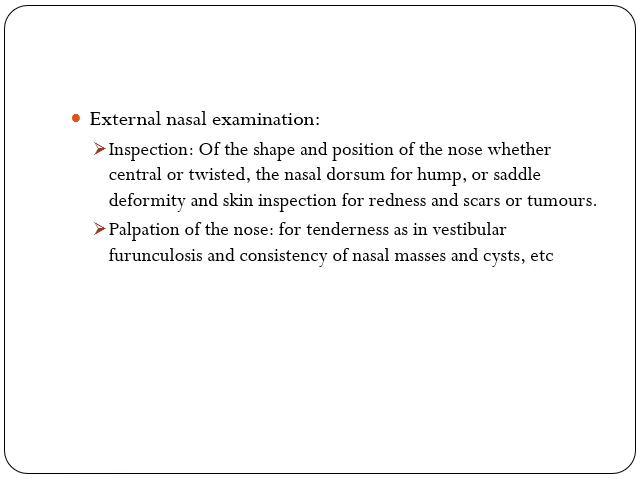 External nasal examination:
Inspection: Of the shape and position of the nose whether
central or twisted, the nasal dorsum for hump, or saddle
deformity and skin inspection for redness and scars or tumours.
Palpation of the nose: for tenderness as in vestibular
furunculosis and consistency of nasal masses and cysts, etc